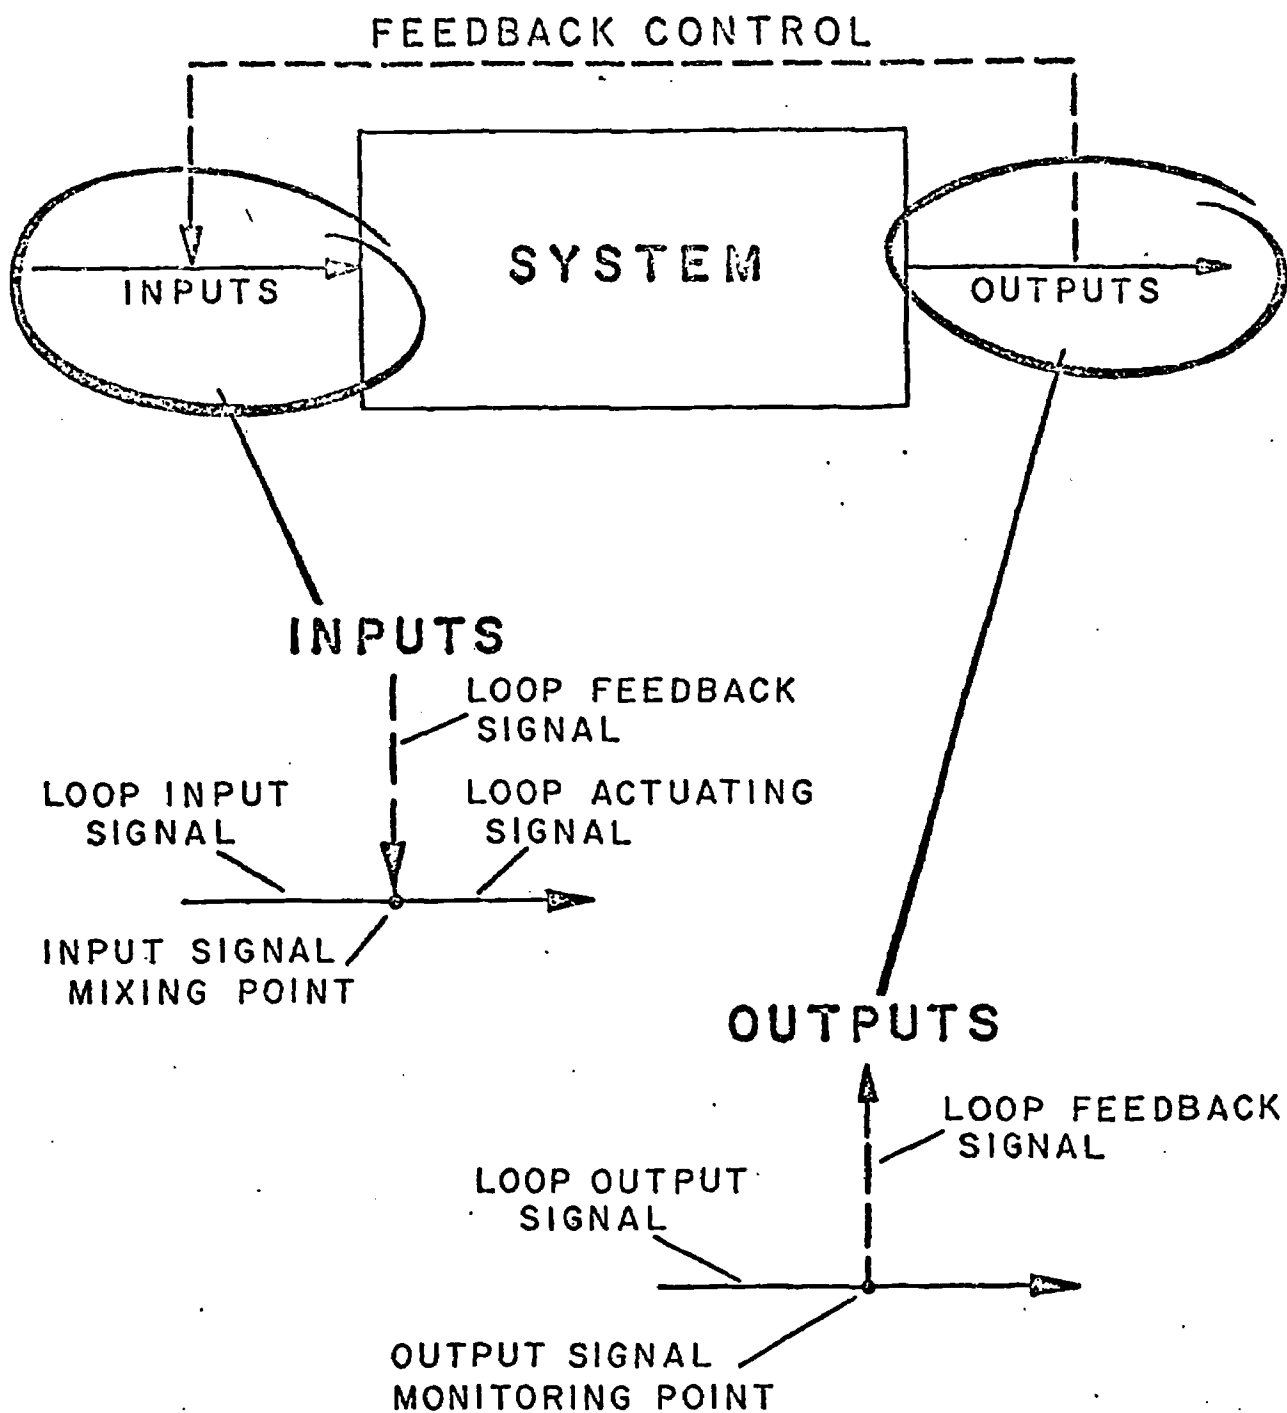 FEEDBACK CONTROL
SYSTEM
INPUTS
OUTPUTS
INPUTS
LOOP FEEDBACK
SIGNAL
LOOP INPUT
SIGNAL
LOOP ACTUATING
SIGNAL
INPUT SIGNAL
MIXING POINT
OUTPUTS
LOOP FEEDBACK
SIGNAL
LOOP OUTPUT
SIGNAL
OUTPUT SIGNAL
MONITORING POINT